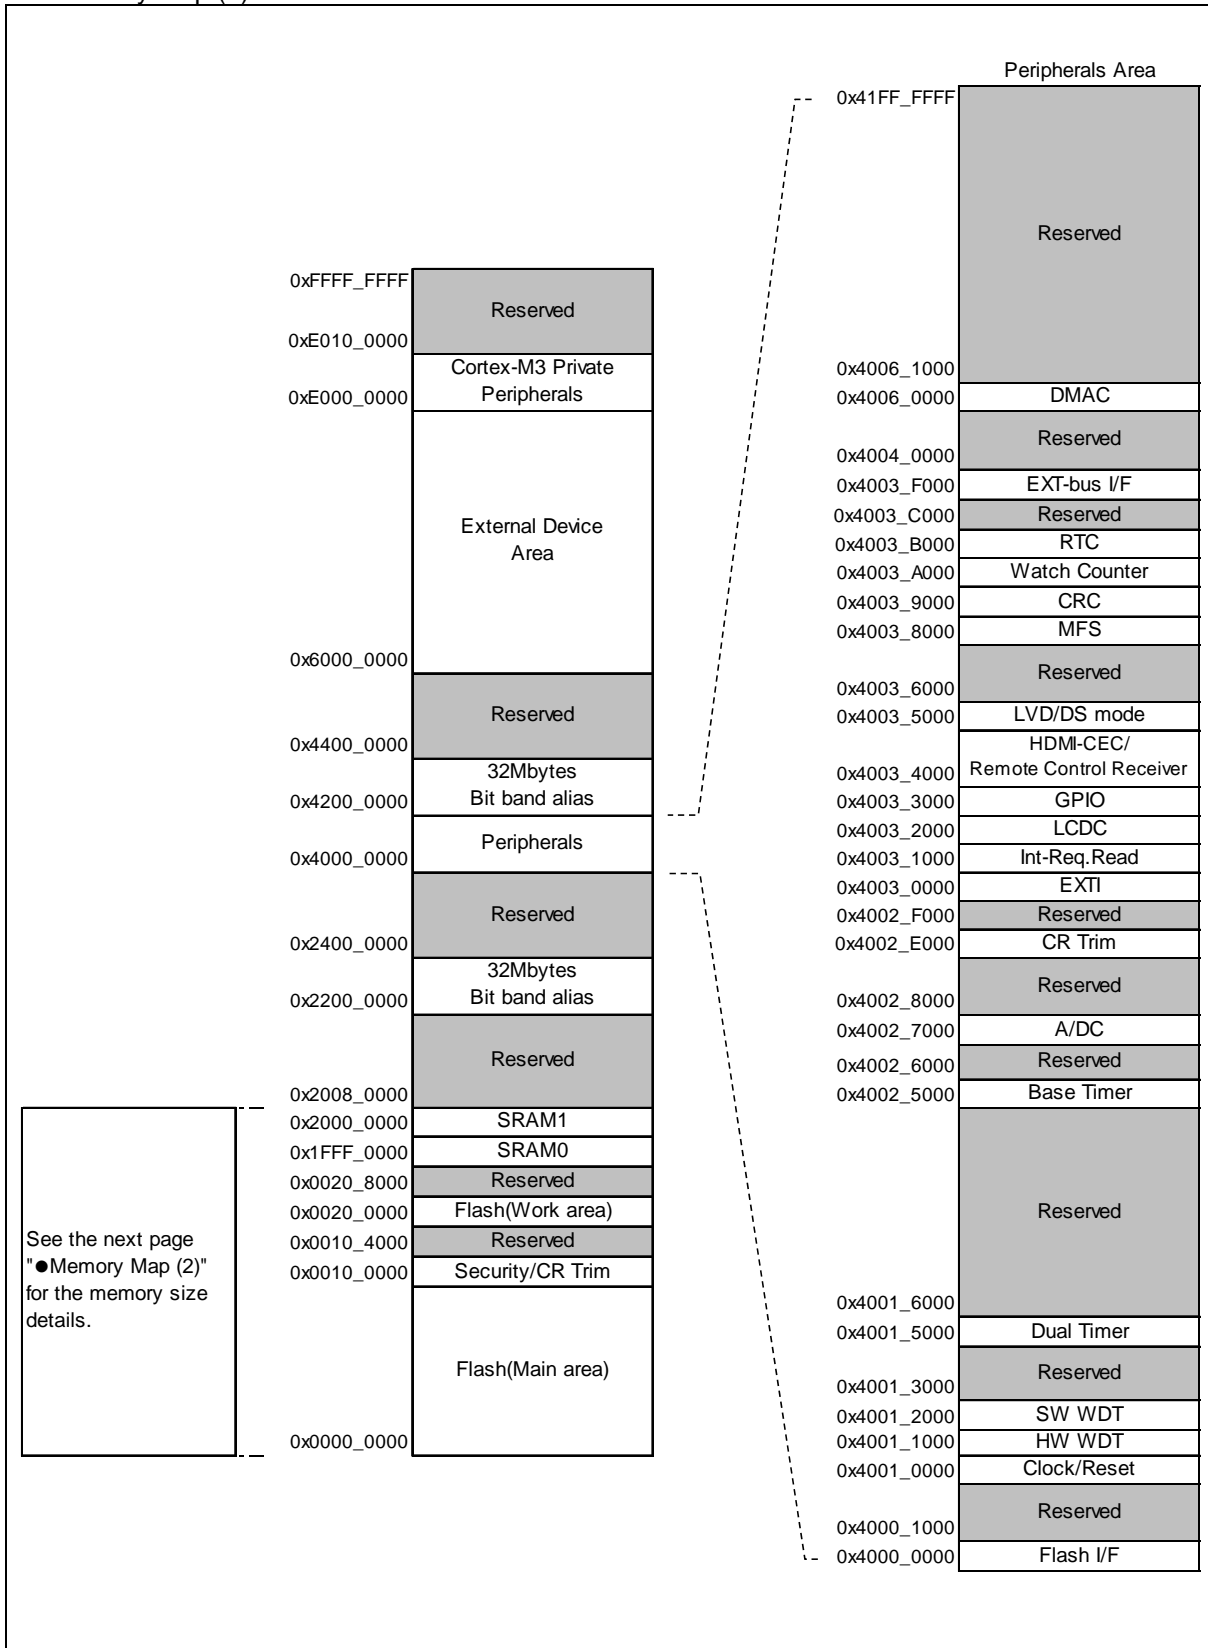 Peripherals Area
0x41FF_FFFF
Reserved
0x4006_1000
0x4006_0000 DMAC
Reserved
0x4004_0000
0x4003_F000 EXT-bus I/F
0x4003_C000 Reserved
0x4003_B000 RTC
0x4003_A000 Watch Counter
0x4003_9000 CRC
0x4003_8000 MFS
Reserved
0x4003_6000
0x4003_5000 LVD/DS mode
HDMI-CEC/
0x4003_4000 Remote Control Receiver
0x4003_3000 GPIO
0x4003_2000 LCDC
0x4003_1000 Int-Req.Read
0x4003_0000 EXTI
0x4002_F000 Reserved
0x4002_E000 CR Trim
Reserved
0x4002_8000
0x4002_7000 A/DC
0x4002_6000 Reserved
0x4002_5000 Base Timer
Reserved
0x4001_6000
0x4001_5000 Dual Timer
Reserved
0x4001_3000
0x4001_2000 SW WDT
0x4001_1000 HW WDT
0x4001_0000 Clock/Reset
Reserved
0x4000_1000
0x4000_0000 Flash I/F
0xFFFF_FFFF
Reserved
0xE010_0000
Cortex-M3 Private
0xE000_0000 Peripherals
External Device
Area
0x6000_0000
Reserved
0x4400_0000
32Mbytes
0x4200_0000 Bit band alias
Peripherals
0x4000_0000
Reserved
0x2400_0000
32Mbytes
0x2200_0000 Bit band alias
Reserved
0x2008_0000
0x2000_0000 SRAM1
0x1FFF_0000 SRAM0
0x0020_8000 Reserved
0x0020_0000 Flash(Work area)
0x0010_4000 Reserved
0x0010_0000 Security/CR Trim
Flash(Main area)
0x0000_0000
See the next page
"●Memory Map (2)"
for the memory size
details.